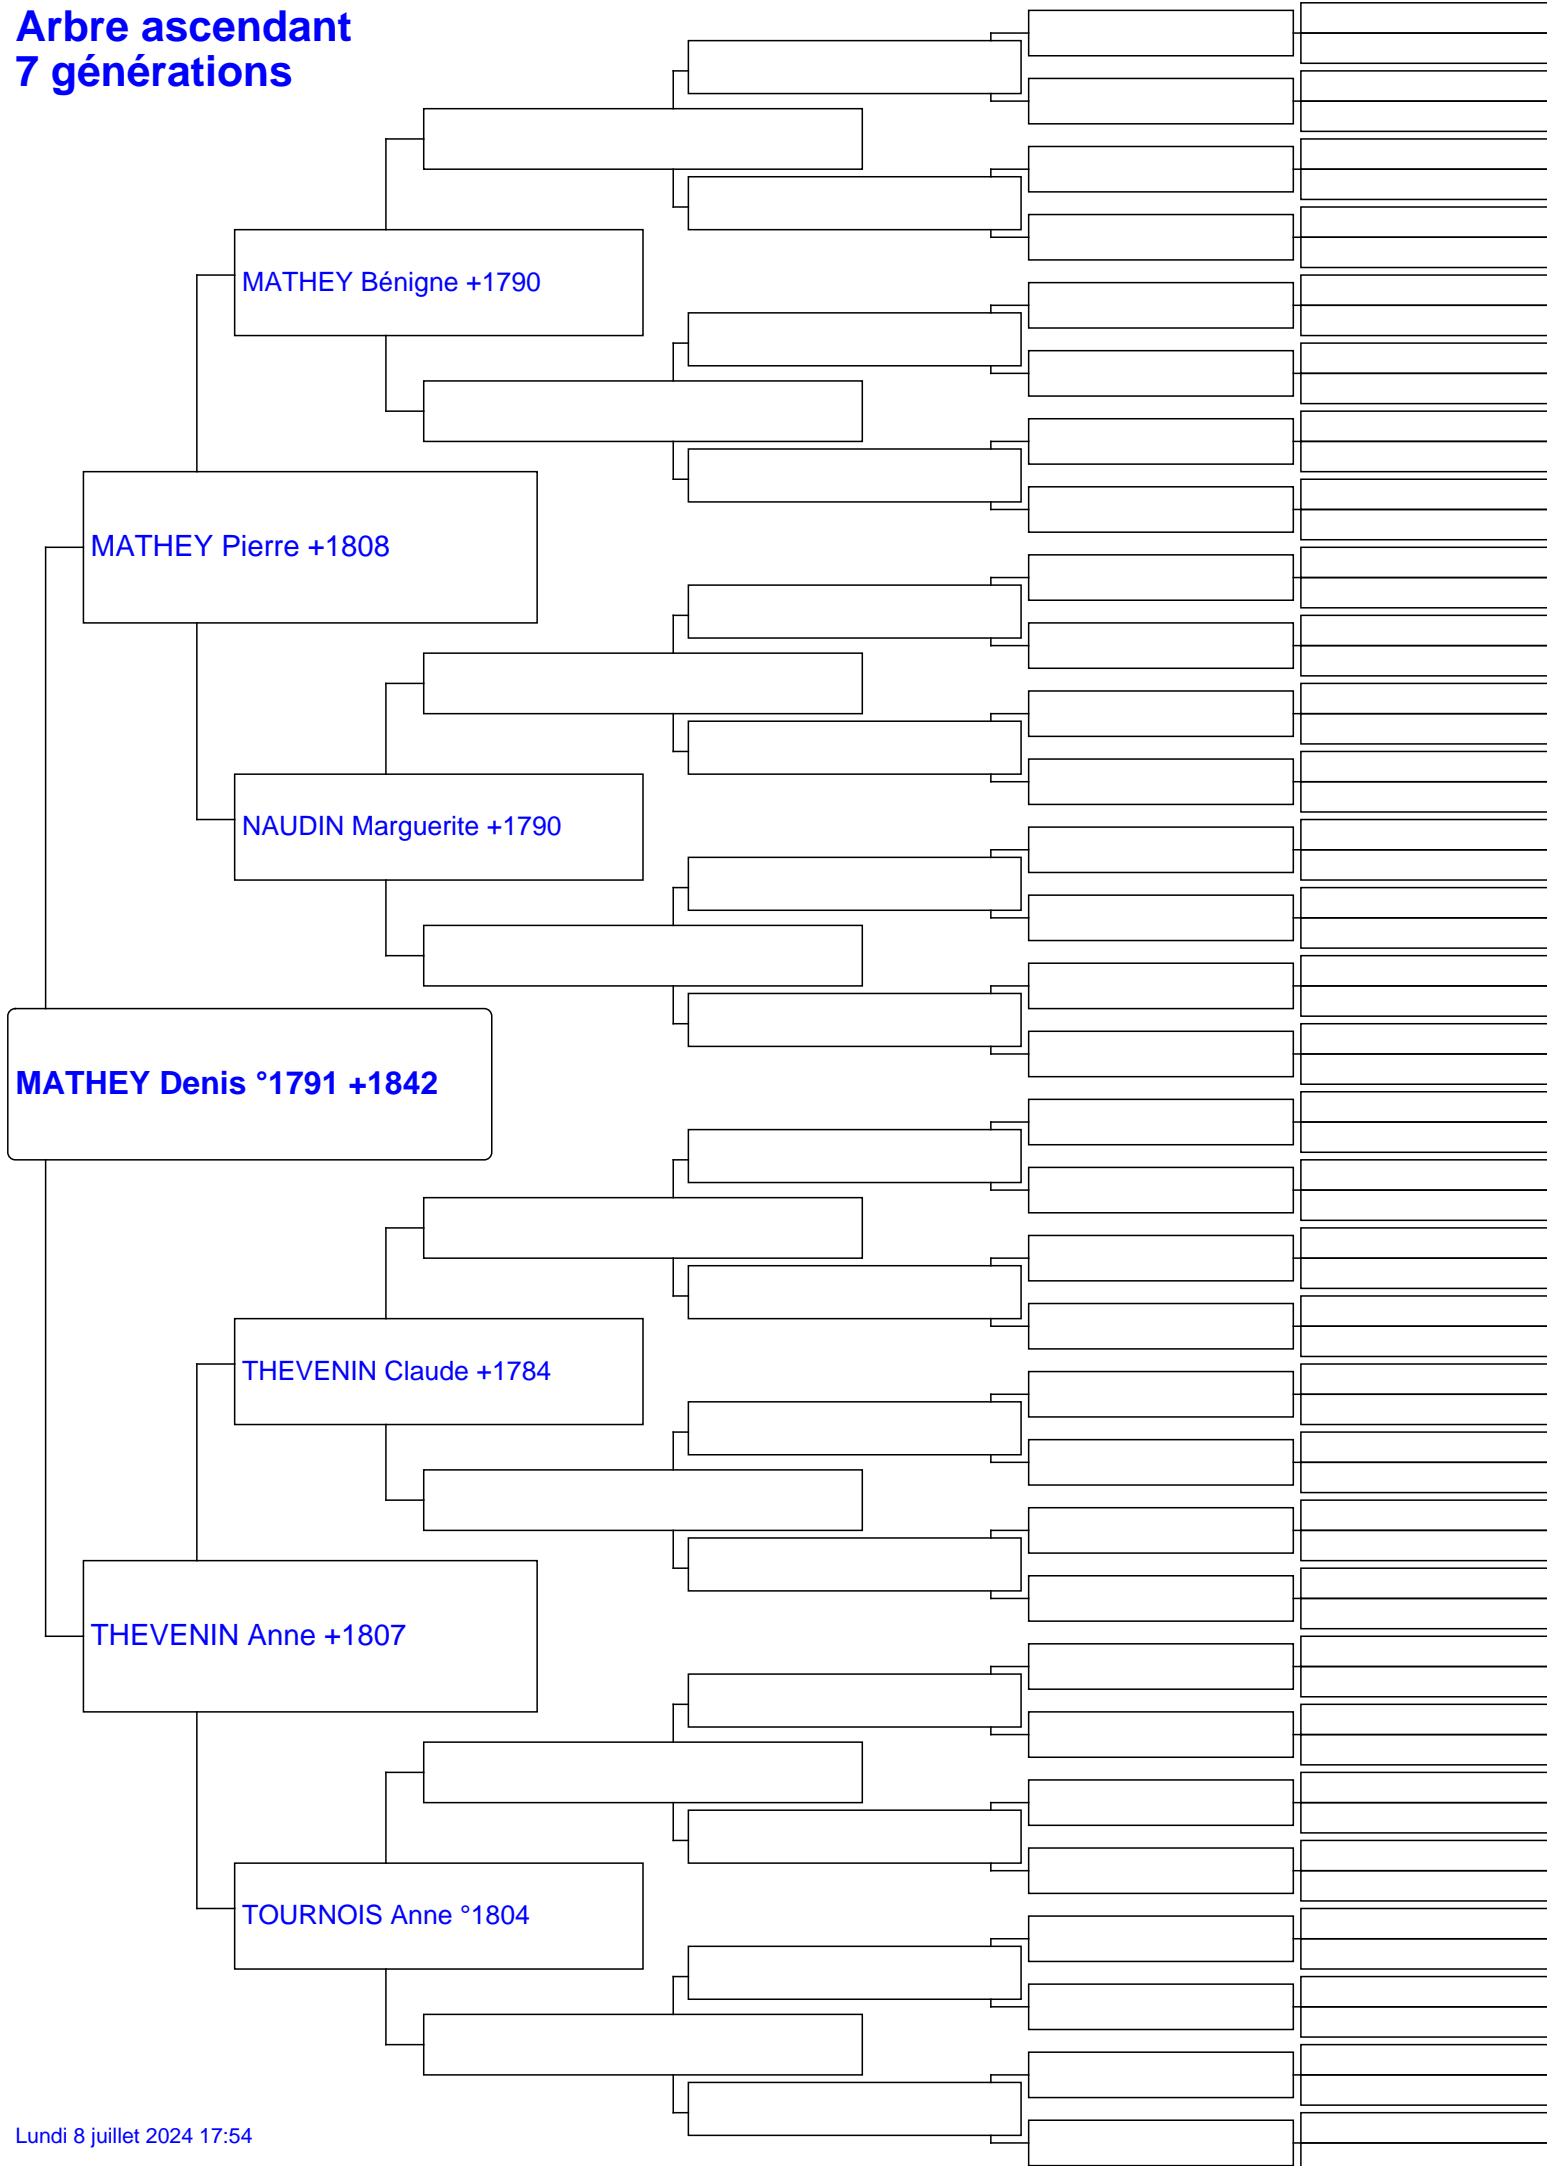 Arbre ascendant
7 générations
MATHEY Bénigne +1790
MATHEY Pierre +1808
NAUDIN Marguerite +1790
MATHEY Denis °1791 +1842
THEVENIN Claude +1784
THEVENIN Anne +1807
TOURNOIS Anne °1804
Lundi 8 juillet 2024 17:54